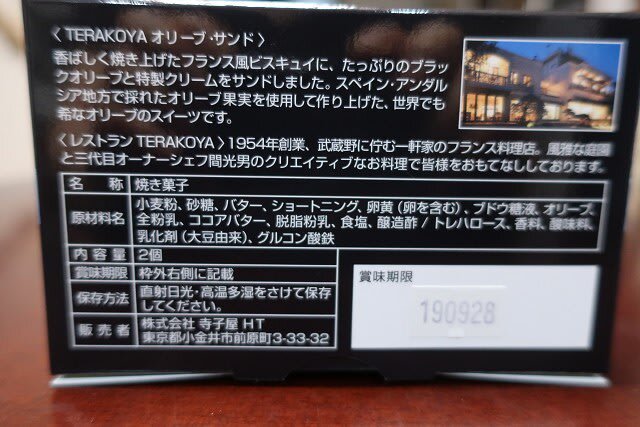 〈 TERAKOYA オリーブ・サンド 〉
香ばしく焼き上げたフランス風ビスキュイに、たっぷりのブラッ
クオリーブと特製クリームをサンドしました。スペイン・アンダル
シア地方で採れたオリーブ果実を使用して作り上げた、世界でも
希なオリーブのスイーツです。
〈レストラン TERAKOYA 〉1954年創業、武蔵野に佇む一軒家のフランス料理店。風雅な庭園
と三代目オーナーシェフ間光男のクリエイティブなお料理で皆様をおもてなししております。
名 称 焼き菓子
原材料名 小麦粉、砂糖、バター、ショートニング、卵黄（卵を含む）、ブドウ糖液、オリーブ、
全粉乳、ココアバター、脱脂粉乳、食塩、醸造酢 / トレハロース、香料、酸味料、
乳化剤（大豆由来）、グルコン酸鉄
内 容 量 2個
賞味期限 枠外右側に記載
保存方法 直射日光・高温多湿をさけて保存
してください。
販 売 者 株式会社 寺子屋 HT
東京都小金井市前原町3-33-32
賞味期限
190928